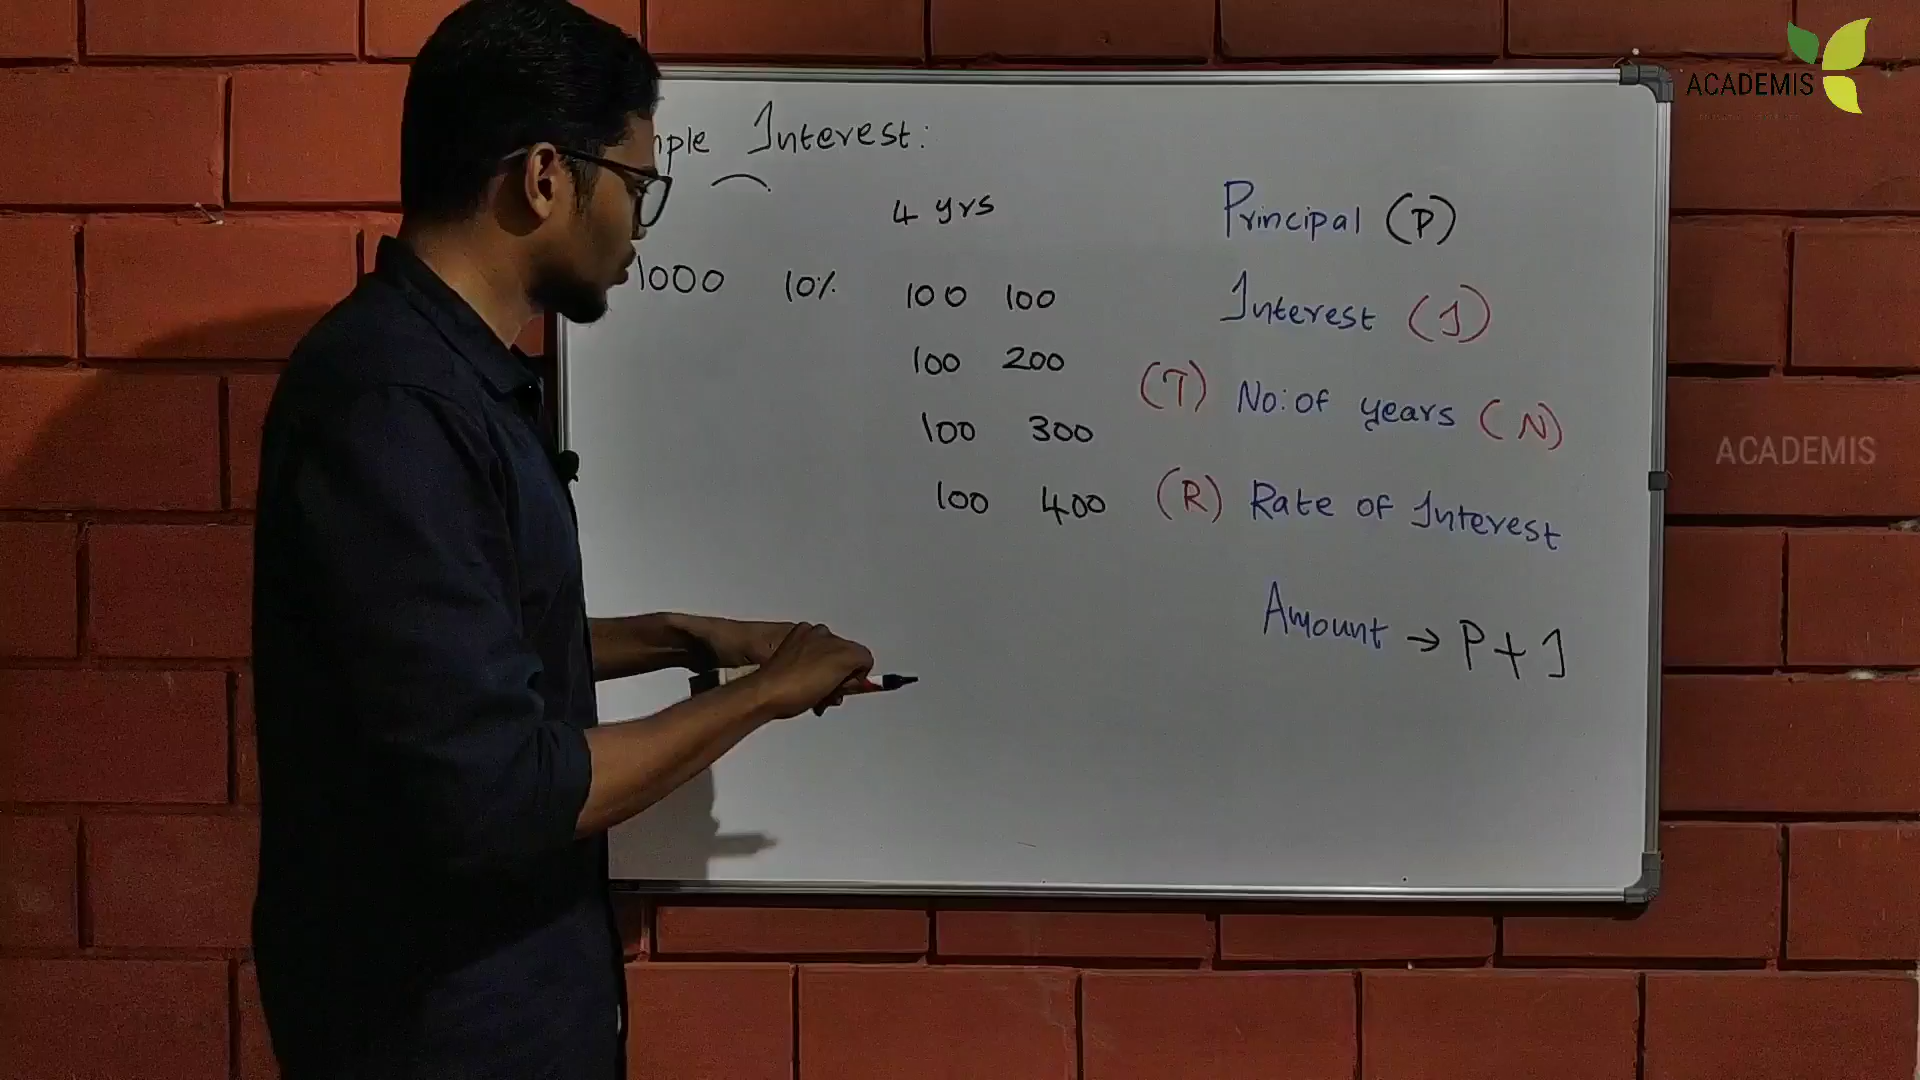 ACADEMIS
Interest:
4 yrs
1000 10% 100 100
100 200
100 300
100 400
Principal (P)
Interest (I)
(T) No: of years (N)
(R) Rate of Interest
Amount → P + I
ACADEMIS